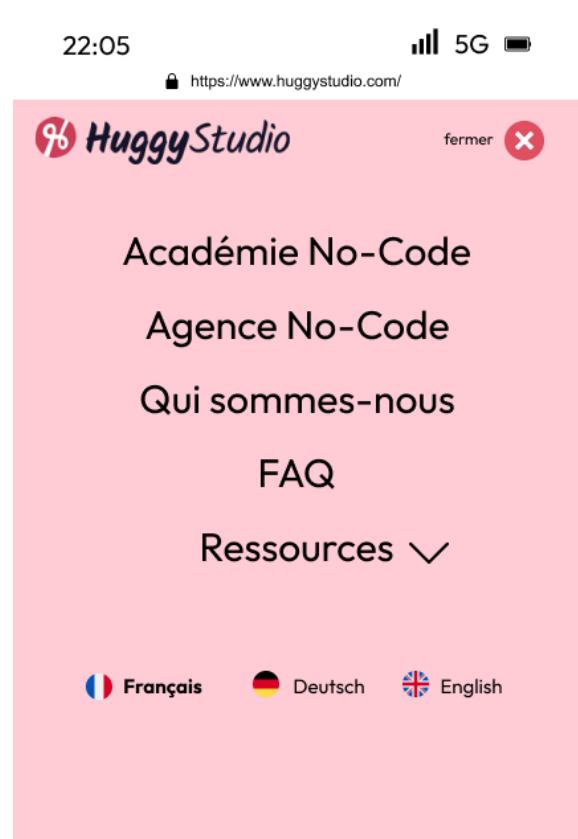 22:05 5G
https://www.huggystudio.com/
HuggyStudio fermer
Académie No-Code
Agence No-Code
Qui sommes-nous
FAQ
Ressources
Français Deutsch English